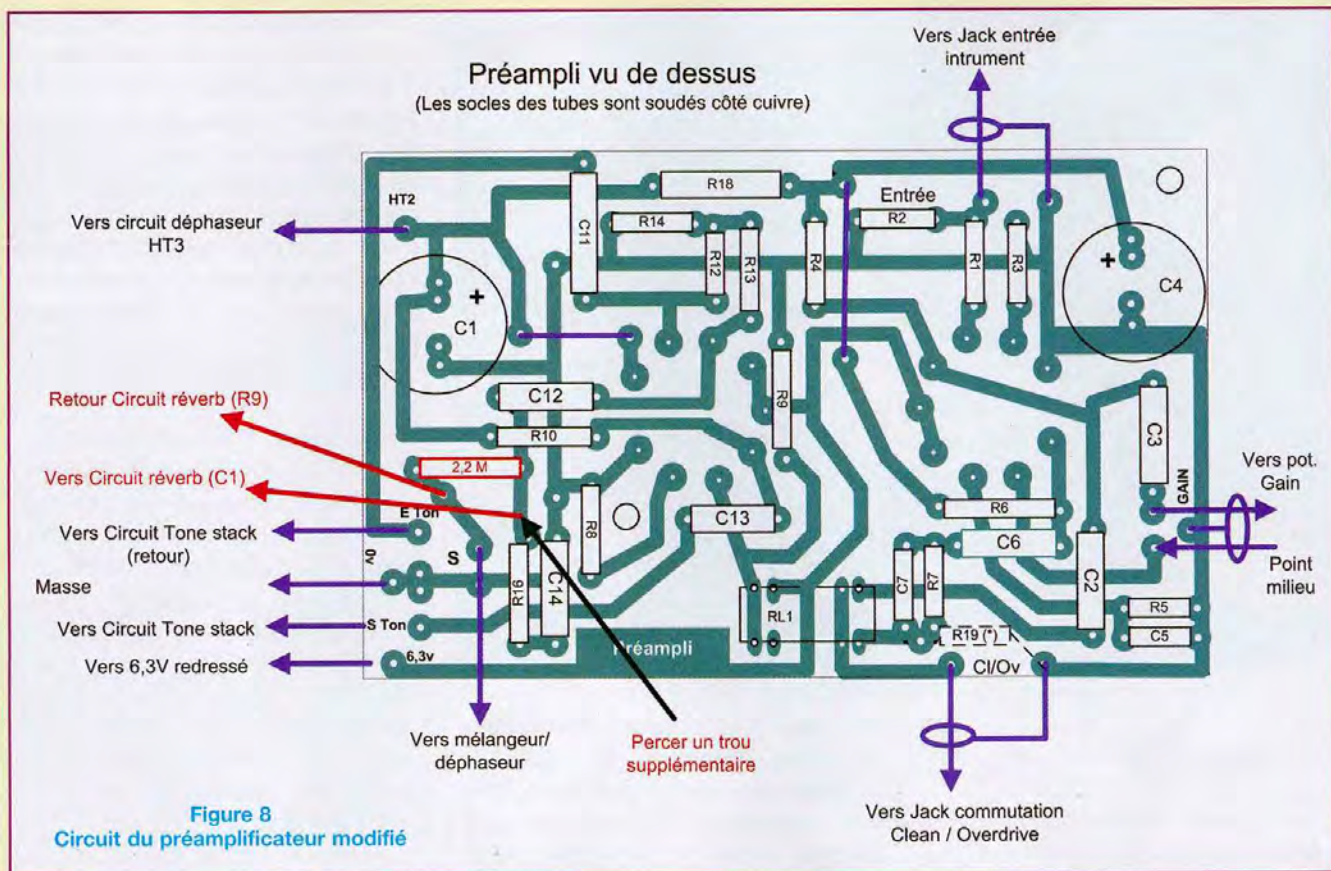 Préampli vu de dessus
(Les socles des tubes sont soudés côté cuivre)
Vers Jack entrée
intrument
Vers circuit déphaseur
HT3
HT2
C11
R18
R14
R12
R13
R4
Entrée
R2
R1
R3
+
C4
+
C1
Retour Circuit réverb (R9)
C12
R10
R9
C3
2,2 M
Vers Circuit réverb (C1)
Vers pot.
Gain
GAIN
E Ton
Vers Circuit Tone stack
(retour)
R8
C13
R6
C6
0v
S
Point
milieu
Masse
R16
C14
RL1
C7
R7
C2
R5
C5
Vers Circuit Tone stack
S Ton
R19 (*)
Vers 6,3V redressé
6,3v
Préampli
Cl/Ov
Vers mélangeur/
déphaseur
Percer un trou
supplémentaire
Vers Jack commutation
Clean / Overdrive
Figure 8
Circuit du préamplificateur modifié